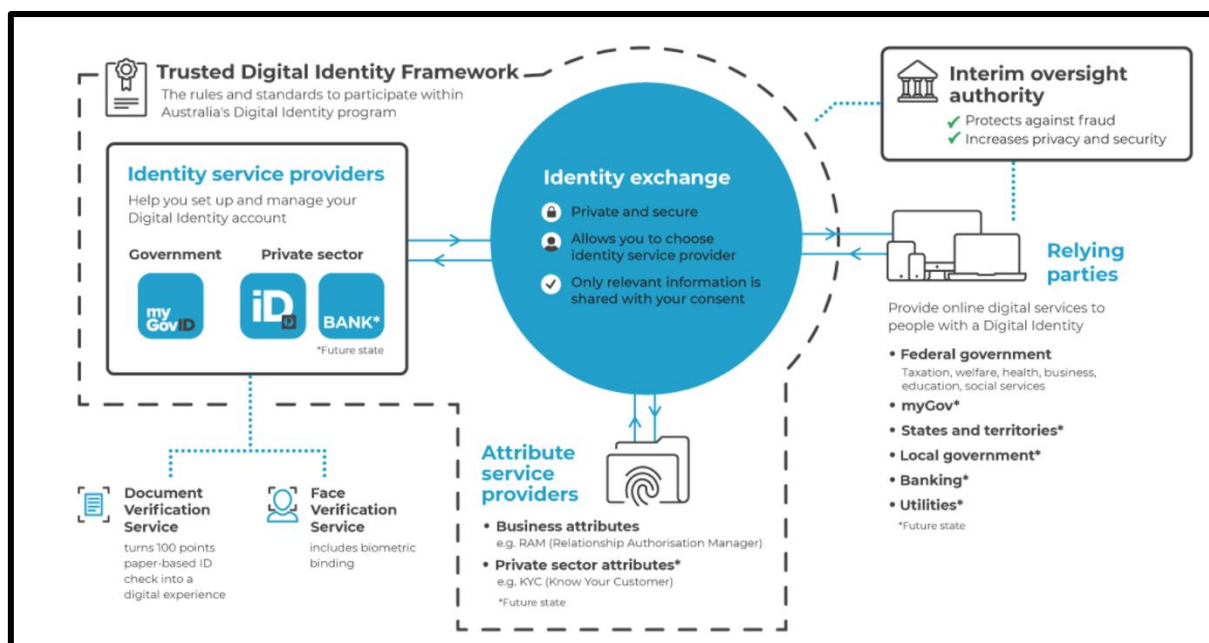 Trusted Digital Identity Framework
The rules and standards to participate within
Australia's Digital Identity program
Identity service providers
Help you set up and manage your
Digital Identity account
Government
Private sector
my
GovID
iD
BANK*
*Future state
Document
Verification
Service
turns 100 points
paper-based ID
check into a
digital experience
Face
Verification
Service
includes biometric
binding
Identity exchange
Private and secure
Allows you to choose
identity service provider
Only relevant information is
shared with your consent
Attribute
service
providers
• Business attributes
e.g. RAM (Relationship Authorisation Manager)
• Private sector attributes*
e.g. KYC (Know Your Customer)
*Future state
Interim oversight
authority
✓ Protects against fraud
✓ Increases privacy and security
Relying
parties
Provide online digital services to
people with a Digital Identity
• Federal government
Taxation, welfare, health, business,
education, social services
• myGov*
• States and territories*
• Local government*
• Banking*
• Utilities*
*Future state